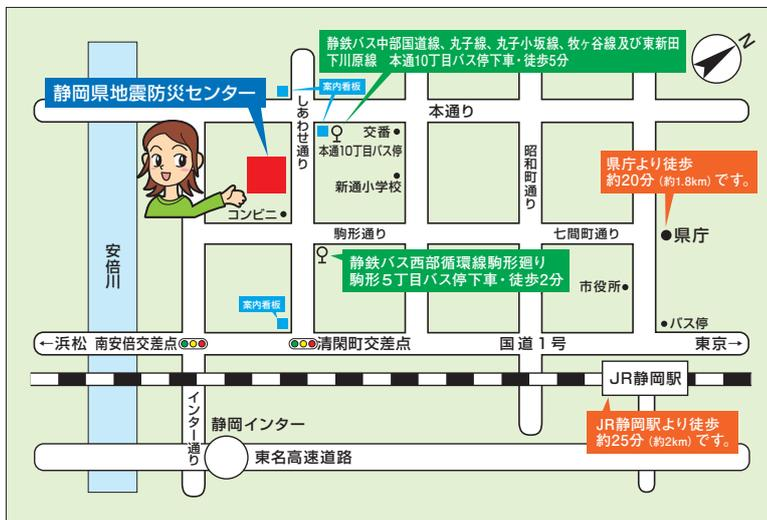 静鉄バス中部国道線、丸子線、丸子小坂線、牧ヶ谷線及び東新田
下川原線 本通10丁目バス停下車・徒歩5分
N
静岡県地震防災センター
案内看板
しあわせ通り
本通り
交番
本通10丁目バス停
新通小学校
昭和町通り
県庁より徒歩
約20分（約1.8km）です。
コンビニ
駒形通り
七間町通り
県庁
安倍川
静鉄バス西部循環線駒形廻り
駒形５丁目バス停下車・徒歩2分
市役所
案内看板
バス停
←浜松
南安倍交差点
清閑町交差点
国道１号
東京→
JR静岡駅
インター通り
静岡インター
JR静岡駅より徒歩
約25分（約2km）です。
東名高速道路